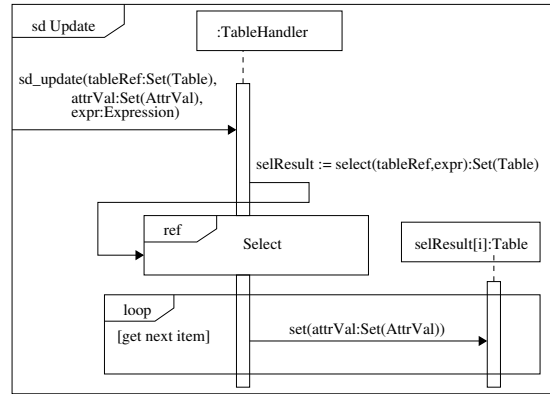 sd Update
:TableHandler
sd_update(tableRef:Set(Table),
attrVal:Set(AttrVal),
expr:Expression)
selResult := select(tableRef,expr):Set(Table)
ref
Select
selResult[i]:Table
loop
[get next item]
set(attrVal:Set(AttrVal))